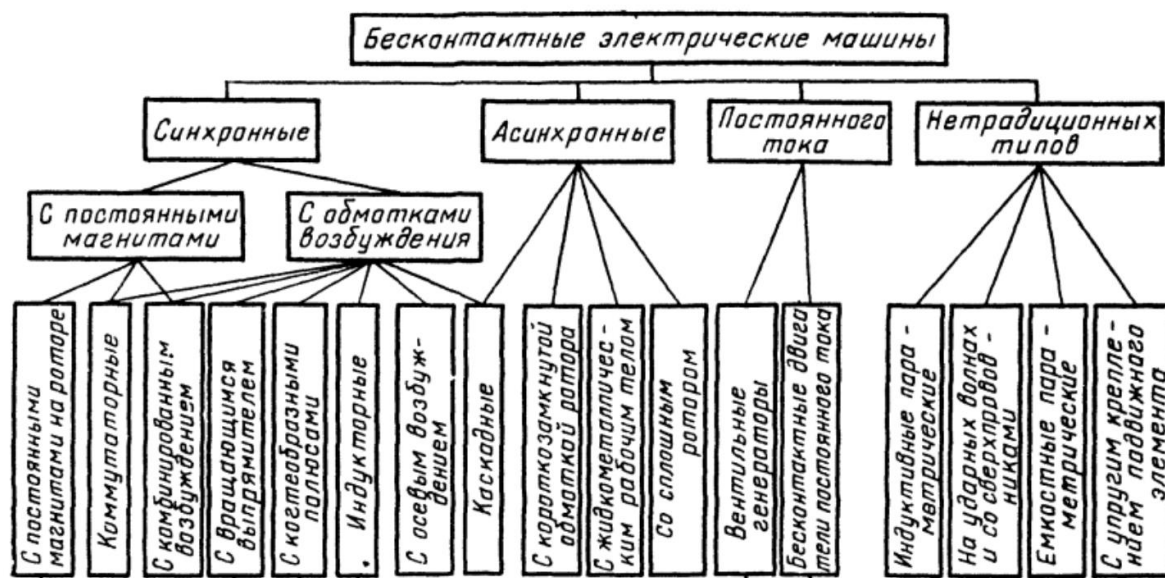 Бесконтактные электрические машины
Синхронные
Асинхронные
Постоянного
тока
Нетрадиционных
типов
С постоянными
магнитами
С обмотками
возбуждения
С постоянными
магнитами на роторе
Коммутаторные
С комбинированным
возбуждением
С вращающимся
выпрямителем
С когтеобразными
полюсами
Индукторные
С осевым возбуж-
дением
Каскадные
С короткозамкнутой
обмоткой ротора
С жидкометалличес-
ким рабочим телом
Со сплошным
ротором
Вентильные
генераторы
Бесконтактные двига
тели постоянного тока
Индуктивные пара-
метрические
На ударных волнах
и со сверхпровод-
никами
Емкостные пара-
метрические
С упругим крепле-
нием подвижного
элемента